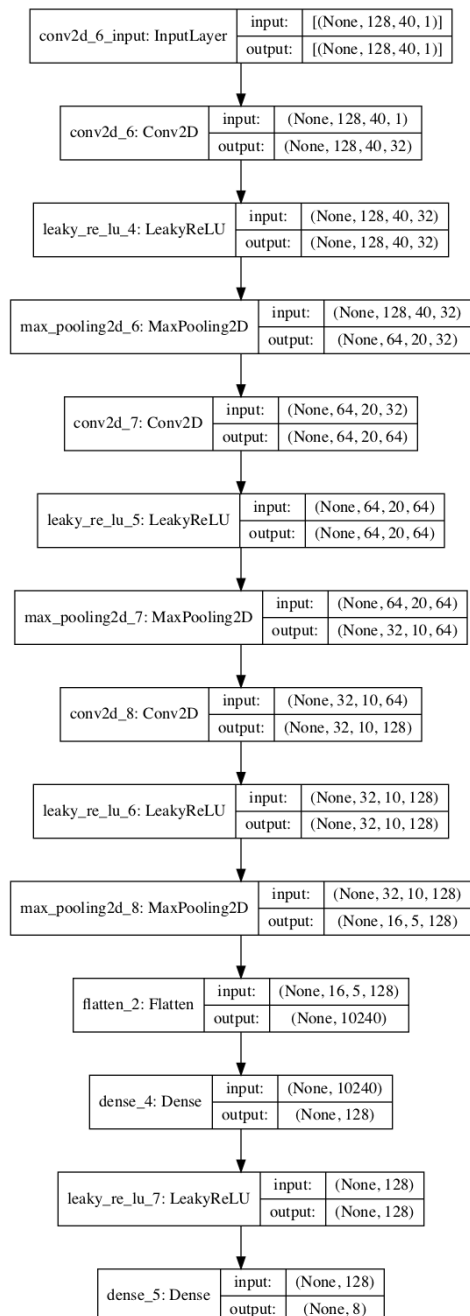 conv2d_6_input: InputLayer
input: [(None, 128, 40, 1)]
output: [(None, 128, 40, 1)]
conv2d_6: Conv2D
input: (None, 128, 40, 1)
output: (None, 128, 40, 32)
leaky_re_lu_4: LeakyReLU
input: (None, 128, 40, 32)
output: (None, 128, 40, 32)
max_pooling2d_6: MaxPooling2D
input: (None, 128, 40, 32)
output: (None, 64, 20, 32)
conv2d_7: Conv2D
input: (None, 64, 20, 32)
output: (None, 64, 20, 64)
leaky_re_lu_5: LeakyReLU
input: (None, 64, 20, 64)
output: (None, 64, 20, 64)
max_pooling2d_7: MaxPooling2D
input: (None, 64, 20, 64)
output: (None, 32, 10, 64)
conv2d_8: Conv2D
input: (None, 32, 10, 64)
output: (None, 32, 10, 128)
leaky_re_lu_6: LeakyReLU
input: (None, 32, 10, 128)
output: (None, 32, 10, 128)
max_pooling2d_8: MaxPooling2D
input: (None, 32, 10, 128)
output: (None, 16, 5, 128)
flatten_2: Flatten
input: (None, 16, 5, 128)
output: (None, 10240)
dense_4: Dense
input: (None, 10240)
output: (None, 128)
leaky_re_lu_7: LeakyReLU
input: (None, 128)
output: (None, 128)
dense_5: Dense
input: (None, 128)
output: (None, 8)